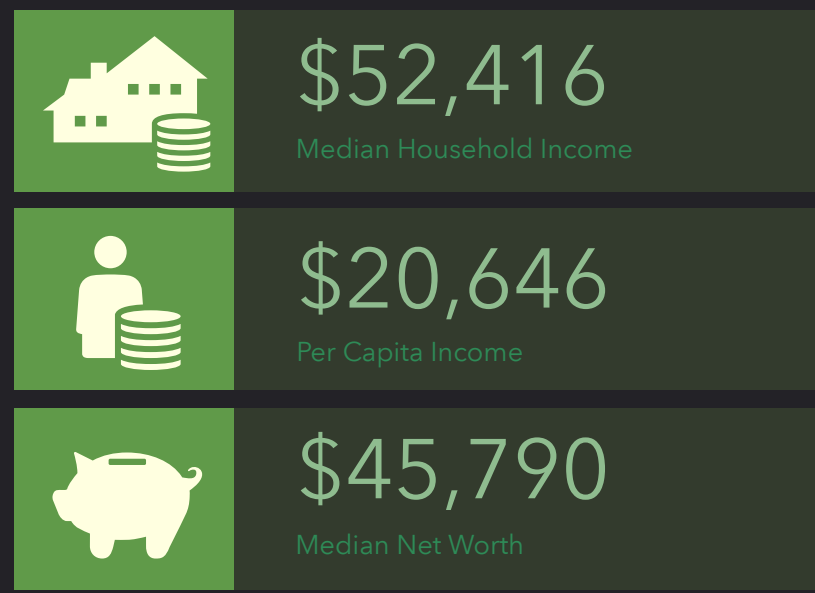 $52,416
Median Household Income
$20,646
Per Capita Income
$45,790
Median Net Worth